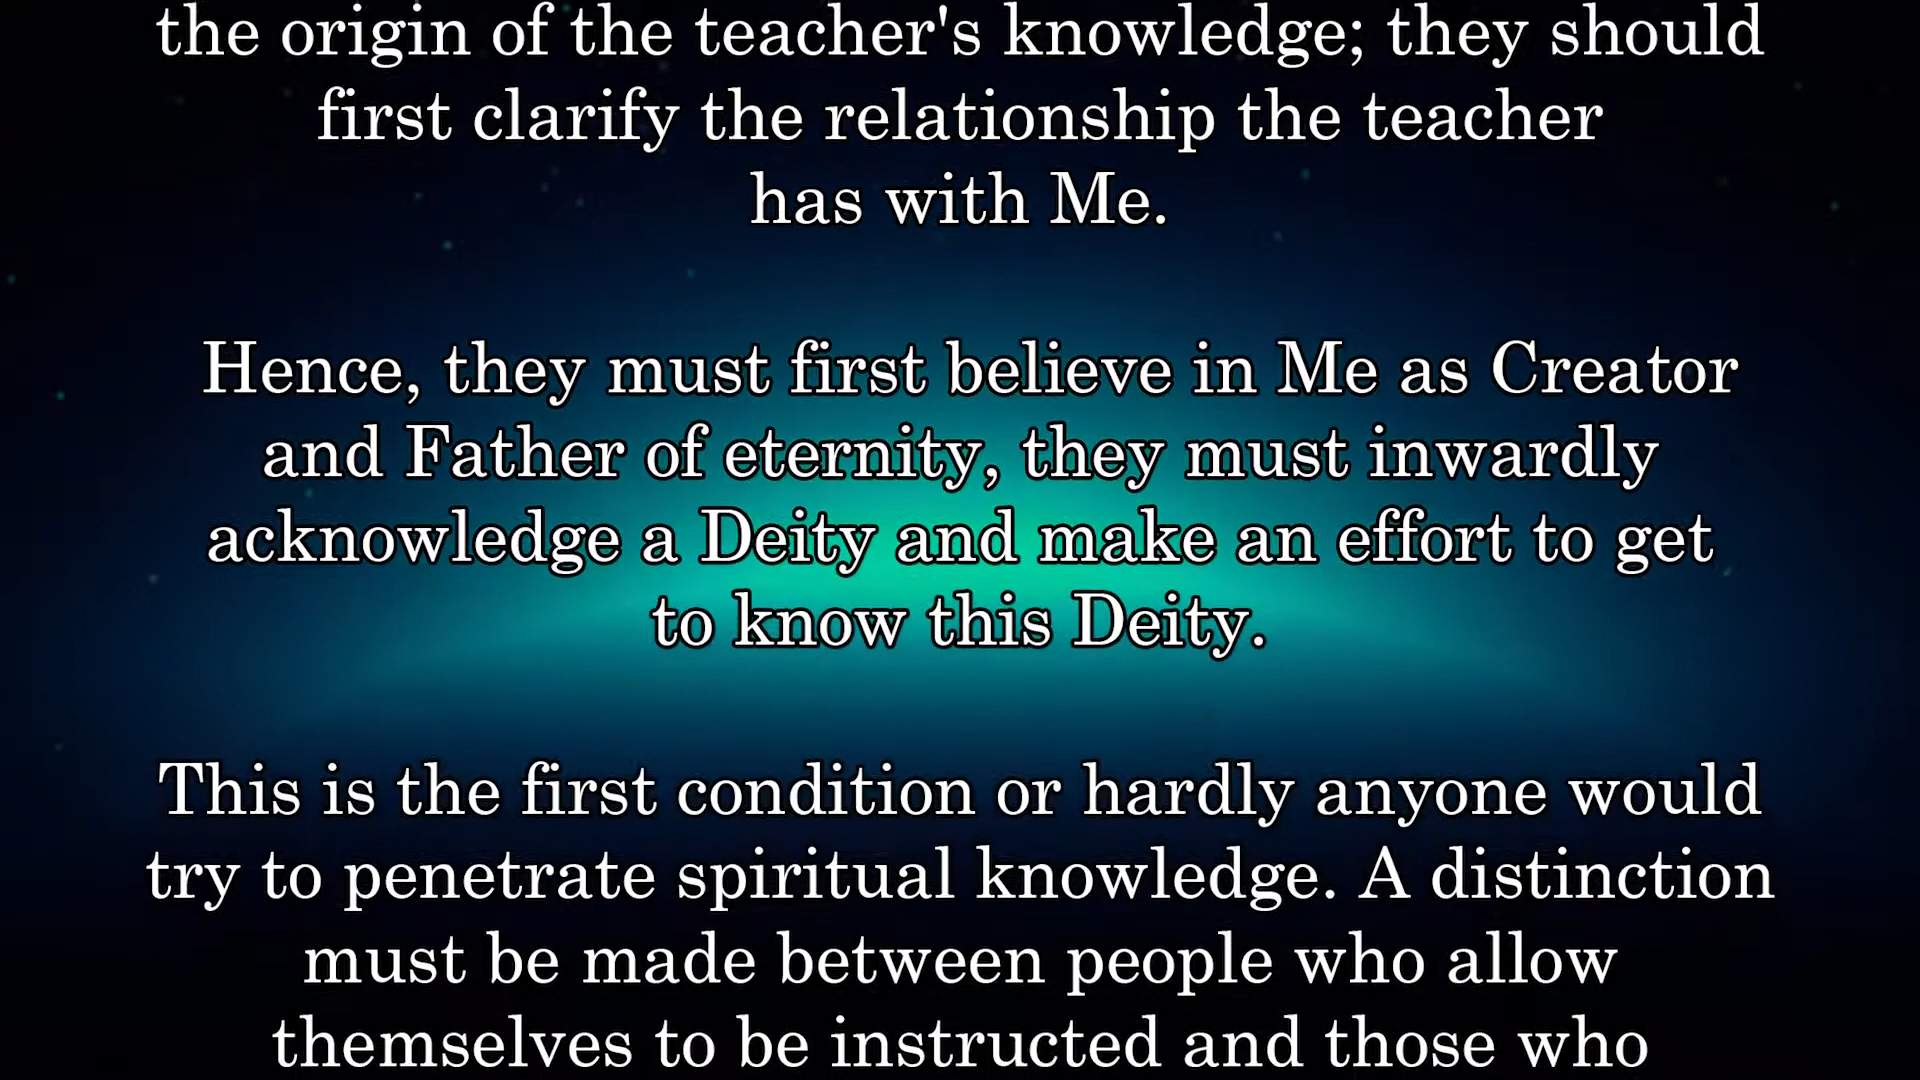 the origin of the teacher's knowledge; they should
first clarify the relationship the teacher
has with Me.
Hence, they must first believe in Me as Creator
and Father of eternity, they must inwardly
acknowledge a Deity and make an effort to get
to know this Deity.
This is the first condition or hardly anyone would
try to penetrate spiritual knowledge. A distinction
must be made between people who allow
themselves to be instructed and those who